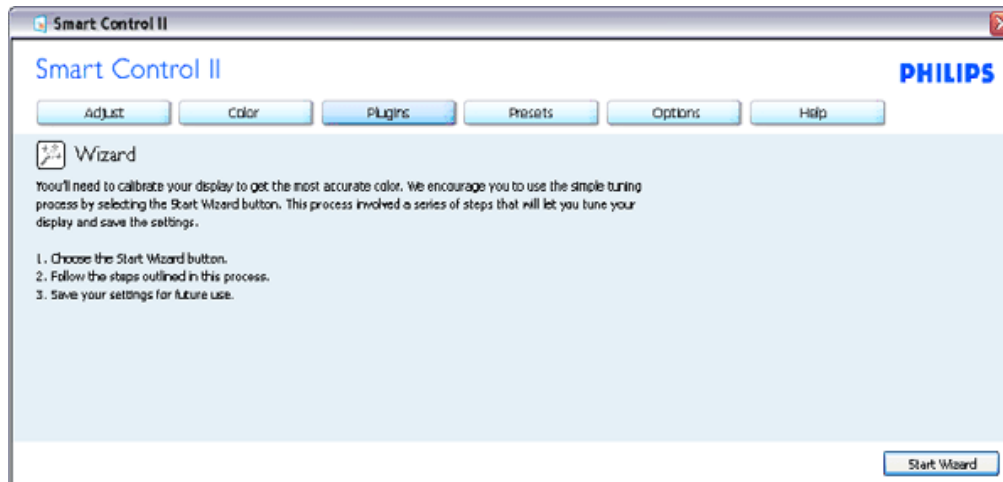 Smart Control II
Smart Control II
PHILIPS
Adjust Color Plugins Presets Options Help
Wizard
Yoou'll need to calibrate your display to get the most accurate color. We encourage you to use the simple tuning
process by selecting the Start Wizard button. This process involved a series of steps that will let you tune your
display and save the settings.
1. Choose the Start Wizard button.
2. Follow the steps outlined in this process.
3. Save your settings for future use.
Start Wizard